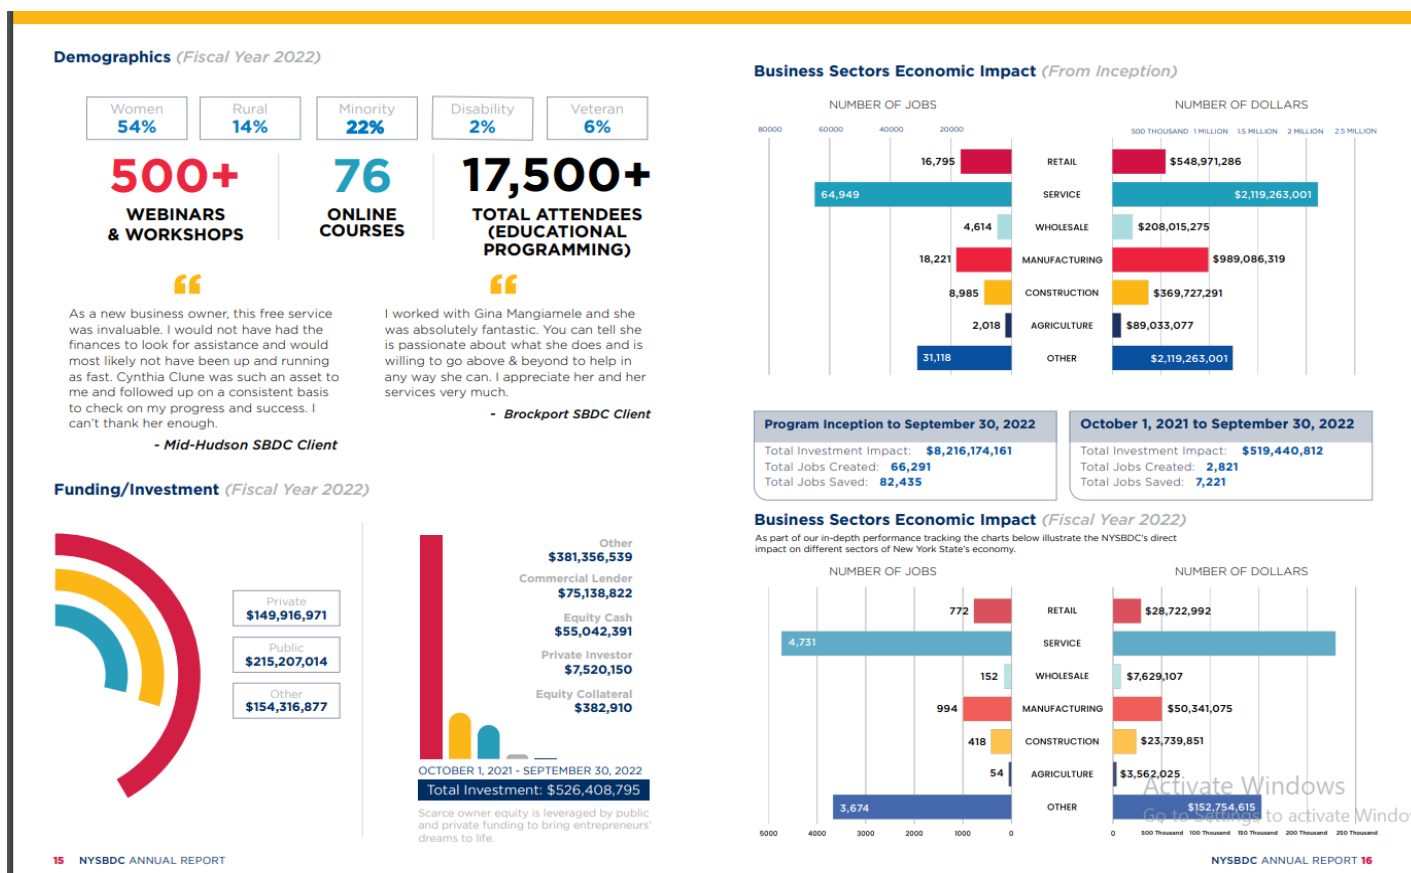 Demographics (Fiscal Year 2022)
Women
54%
Rural
14%
Minority
22%
Disability
2%
Veteran
6%
500+
WEBINARS
& WORKSHOPS
76
ONLINE
COURSES
17,500+
TOTAL ATTENDEES
(EDUCATIONAL
PROGRAMMING)
“
As a new business owner, this free service
was invaluable. I would not have had the
finances to look for assistance and would
most likely not have been up and running
as fast. Cynthia Clune was such an asset to
me and followed up on a consistent basis
to check on my progress and success. I
can't thank her enough.
- Mid-Hudson SBDC Client
“
I worked with Gina Mangiamele and she
was absolutely fantastic. You can tell she
is passionate about what she does and is
willing to go above & beyond to help in
any way she can. I appreciate her and her
services very much.
- Brockport SBDC Client
Funding/Investment (Fiscal Year 2022)
Private
$149,916,971
Public
$215,207,014
Other
$154,316,877
Other
$381,356,539
Commercial Lender
$75,138,822
Equity Cash
$55,042,391
Private Investor
$7,520,150
Equity Collateral
$382,910
OCTOBER 1, 2021 - SEPTEMBER 30, 2022
Total Investment: $526,408,795
Scarce owner equity is leveraged by public
and private funding to bring entrepreneurs'
dreams to life.
15 NYSBDC ANNUAL REPORT
Business Sectors Economic Impact (From Inception)
NUMBER OF JOBS NUMBER OF DOLLARS
80000 60000 40000 20000 500 THOUSAND 1 MILLION 1.5 MILLION 2 MILLION 2.5 MILLION
16,795 RETAIL $548,971,286
64,949 SERVICE $2,119,263,001
4,614 WHOLESALE $208,015,275
18,221 MANUFACTURING $989,086,319
8,985 CONSTRUCTION $369,727,291
2,018 AGRICULTURE $89,033,077
31,118 OTHER $2,119,263,001
Program Inception to September 30, 2022
Total Investment Impact: $8,216,174,161
Total Jobs Created: 66,291
Total Jobs Saved: 82,435
October 1, 2021 to September 30, 2022
Total Investment Impact: $519,440,812
Total Jobs Created: 2,821
Total Jobs Saved: 7,221
Business Sectors Economic Impact (Fiscal Year 2022)
As part of our in-depth performance tracking the charts below illustrate the NYSBDC's direct
impact on different sectors of New York State's economy.
NUMBER OF JOBS NUMBER OF DOLLARS
772 RETAIL $28,722,992
4,731 SERVICE
152 WHOLESALE $7,629,107
994 MANUFACTURING $50,341,075
418 CONSTRUCTION $23,739,851
54 AGRICULTURE $3,562,025
3,674 OTHER $152,754,615
5000 4000 3000 2000 1000 0 0 500 Thousand 100 Thousand 150 Thousand 200 Thousand 250 Thousand
Activate Windows
Go to Settings to activate Windo
NYSBDC ANNUAL REPORT 16